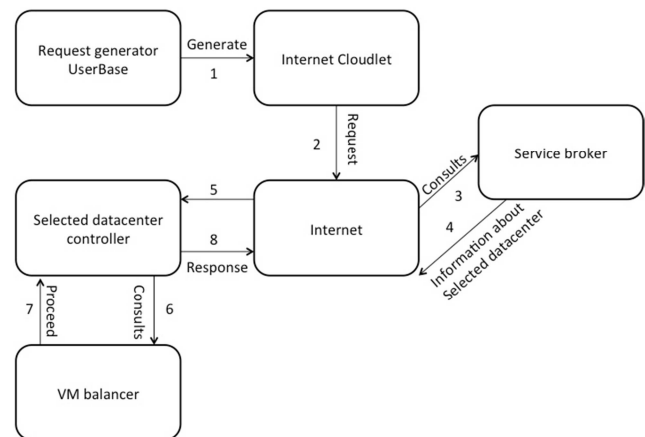 Request generator
UserBase
Generate
1
Internet Cloudlet
2
Request
Consults
3
Service broker
4
Information about
Selected datacenter
Internet
5
Selected datacenter
controller
8
Response
7
Proceed
Consults
6
VM balancer